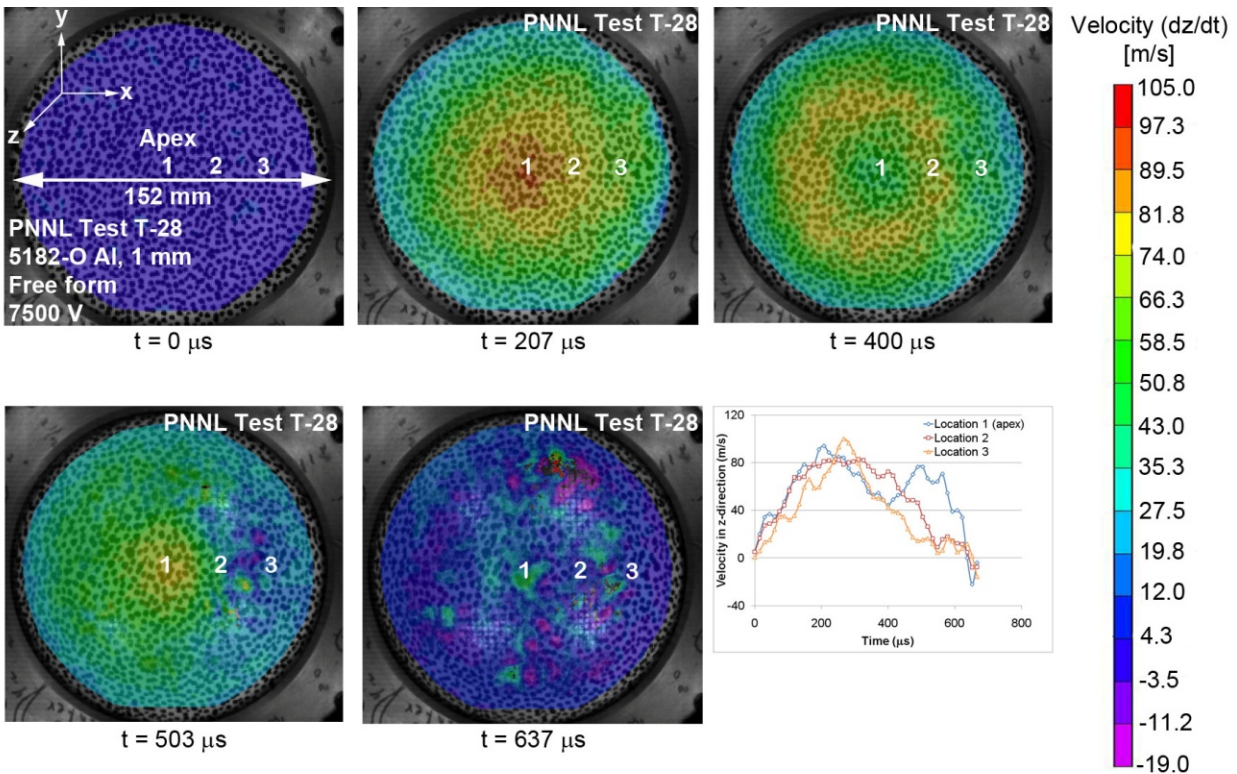 PNNL Test T-28
PNNL Test T-28
Velocity (dz/dt)
[m/s]
y
x
z
Apex
1 2 3
152 mm
PNNL Test T-28
5182-O Al, 1 mm
Free form
7500 V
1 2 3
1 2 3
t = 0 μs
t = 207 μs
t = 400 μs
105.0
97.3
89.5
81.8
74.0
66.3
58.5
50.8
43.0
35.3
27.5
19.8
12.0
4.3
-3.5
-11.2
-19.0
PNNL Test T-28
1 2 3
t = 503 μs
PNNL Test T-28
1 2 3
t = 637 μs
Velocity in z-direction (m/s)
120
80
40
0
-40
Location 1 (apex)
Location 2
Location 3
0 200 400 600 800
Time (μs)